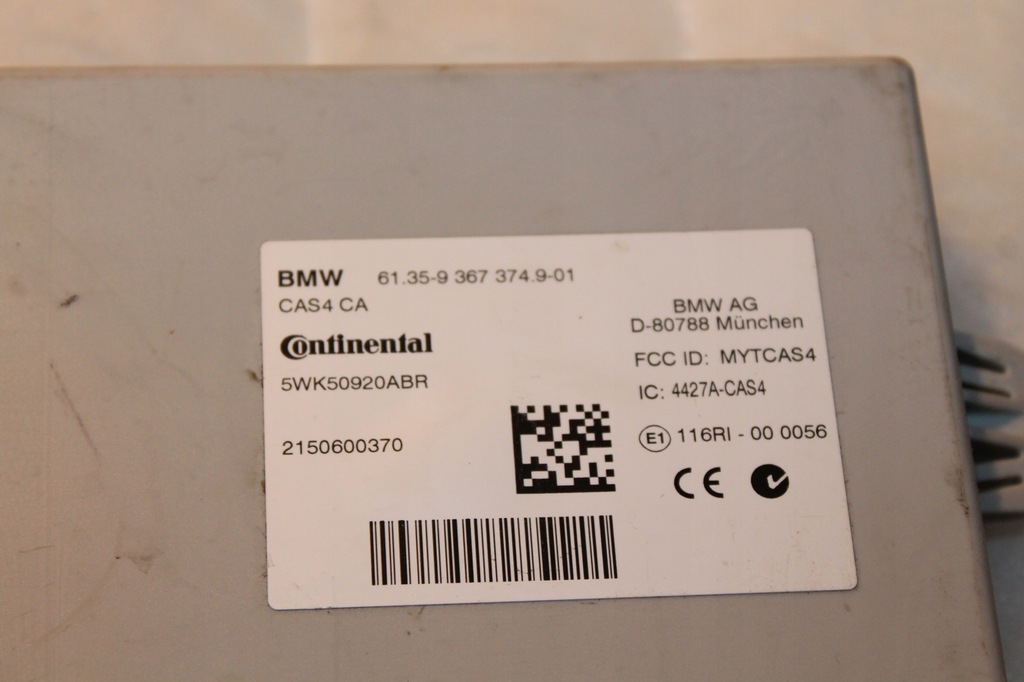 BMW 61.35-9 367 374.9-01
CAS4 CA
Continental
5WK50920ABR
2150600370
BMW AG
D-80788 München
FCC ID: MYTCAS4
IC: 4427A-CAS4
E1 116RI - 00 0056
CE